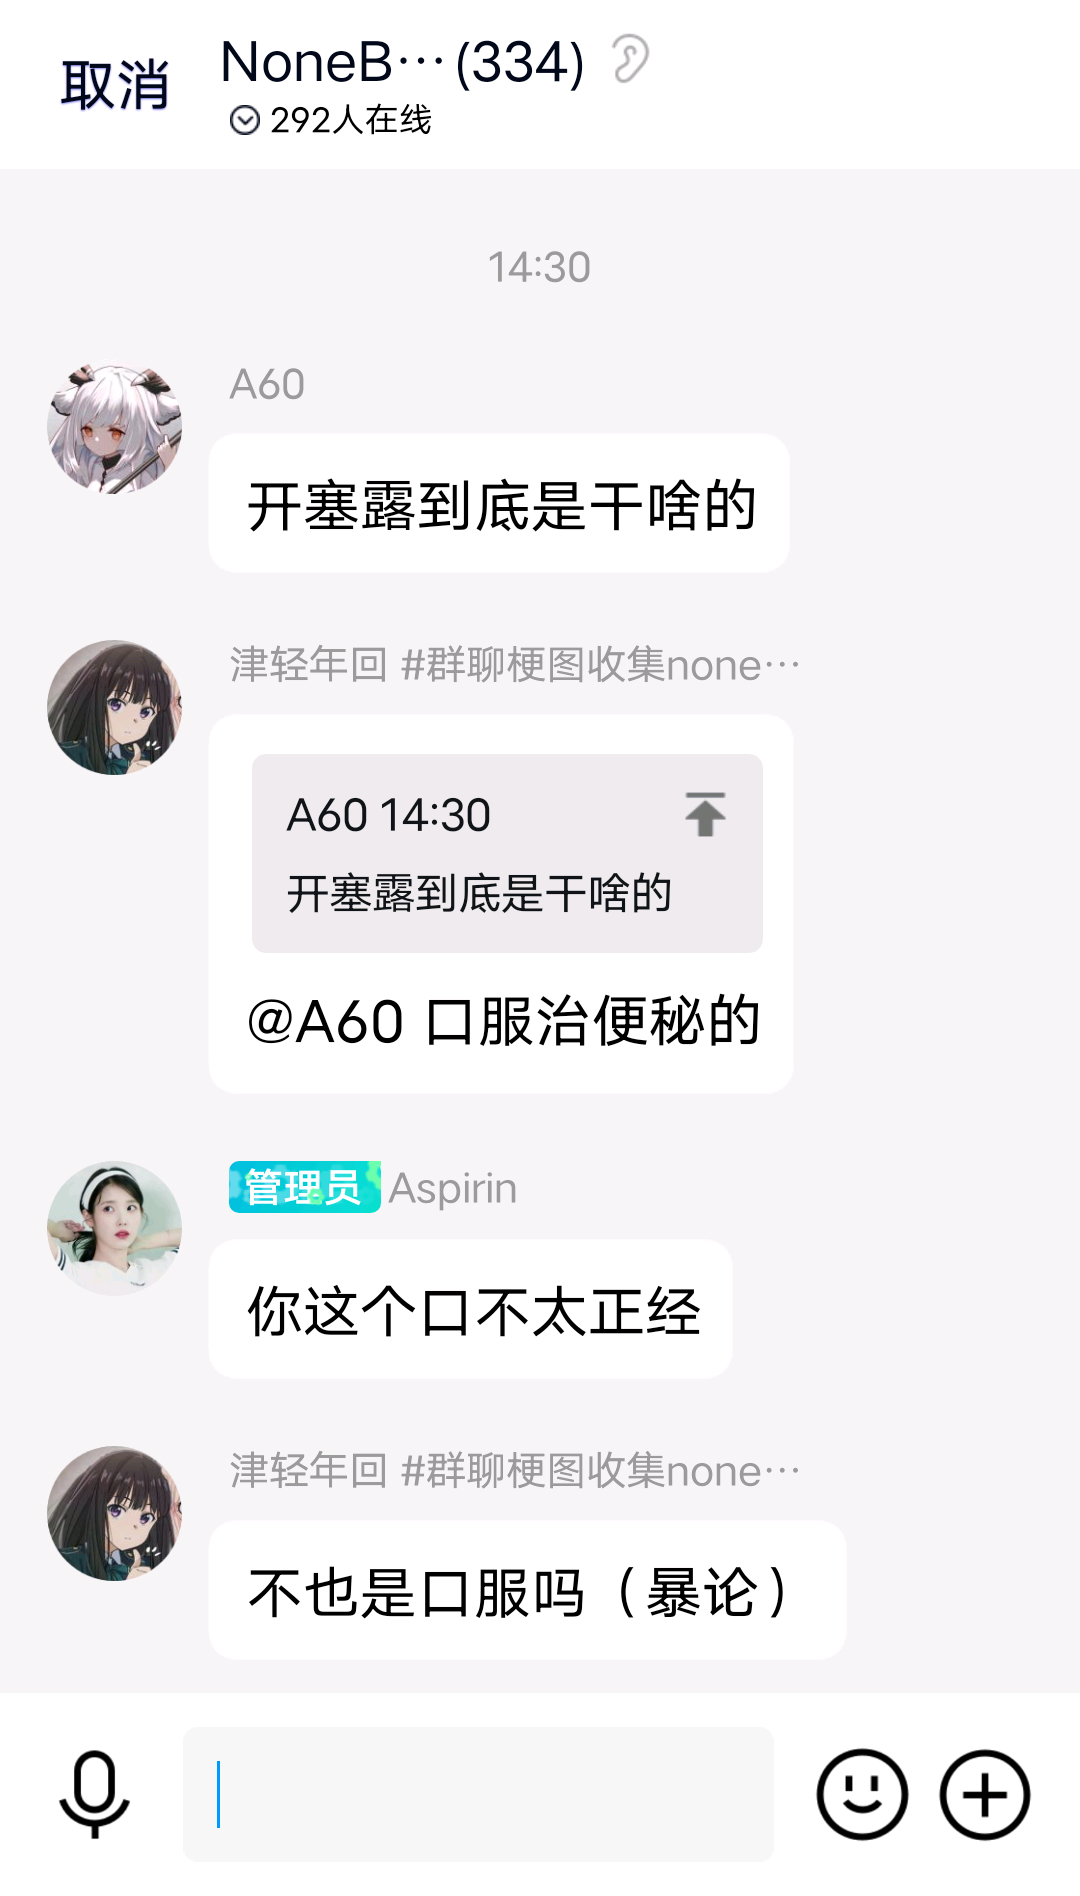 取消
NoneB…(334)
292人在线
14:30
A60
开塞露到底是干啥的
津轻年回 #群聊梗图收集none…
A60 14:30
开塞露到底是干啥的
@A60 口服治便秘的
管理员 Aspirin
你这个口不太正经
津轻年回 #群聊梗图收集none…
不也是口服吗（暴论）